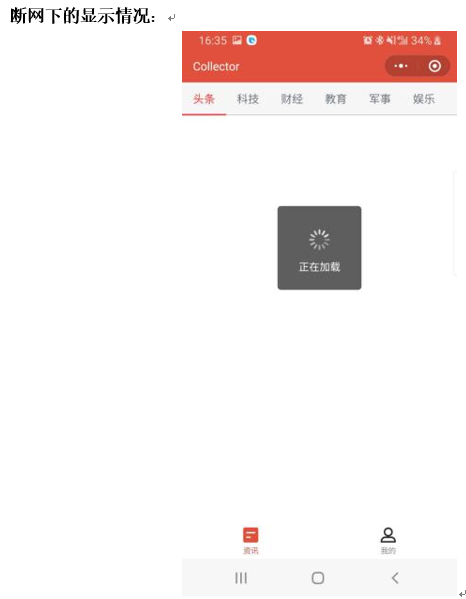 断网下的显示情况：
16:35 34%
Collector
头条 科技 财经 教育 军事 娱乐
正在加载
资讯 我的